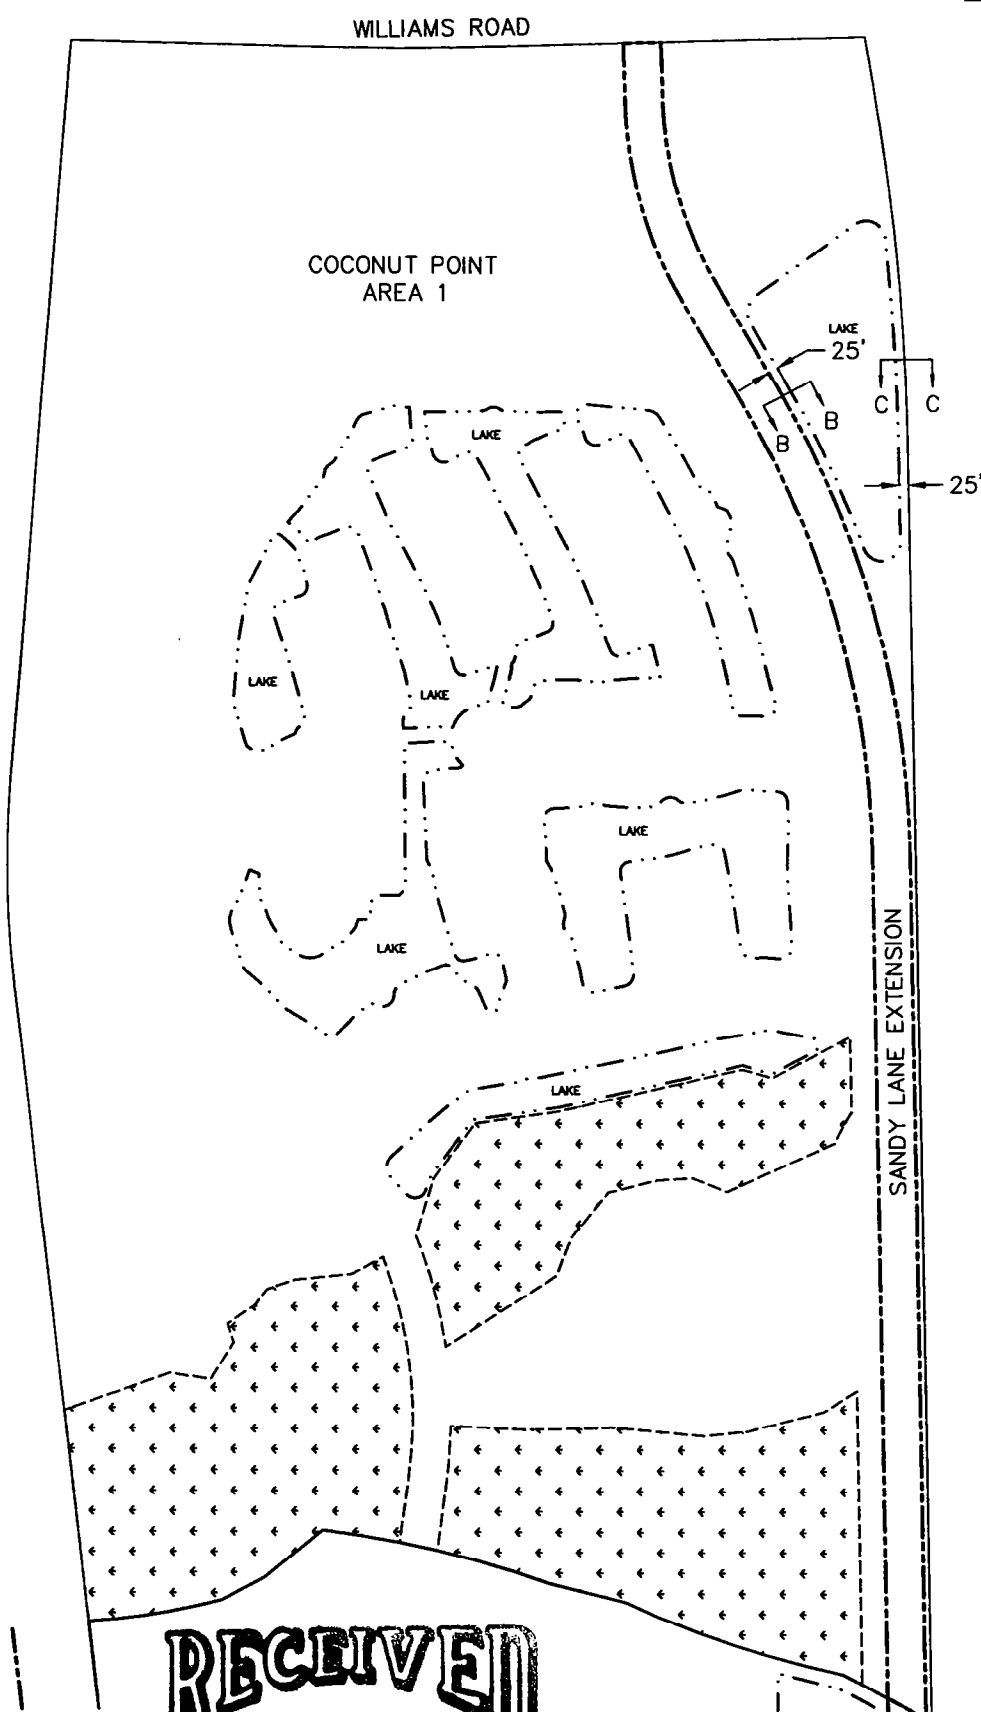 WILLIAMS ROAD
COCONUT POINT
AREA 1
LAKE
25'
C C
B
B
25'
LAKE
LAKE
LAKE
LAKE
LAKE
LAKE
SANDY LANE EXTENSION
RECEIVED